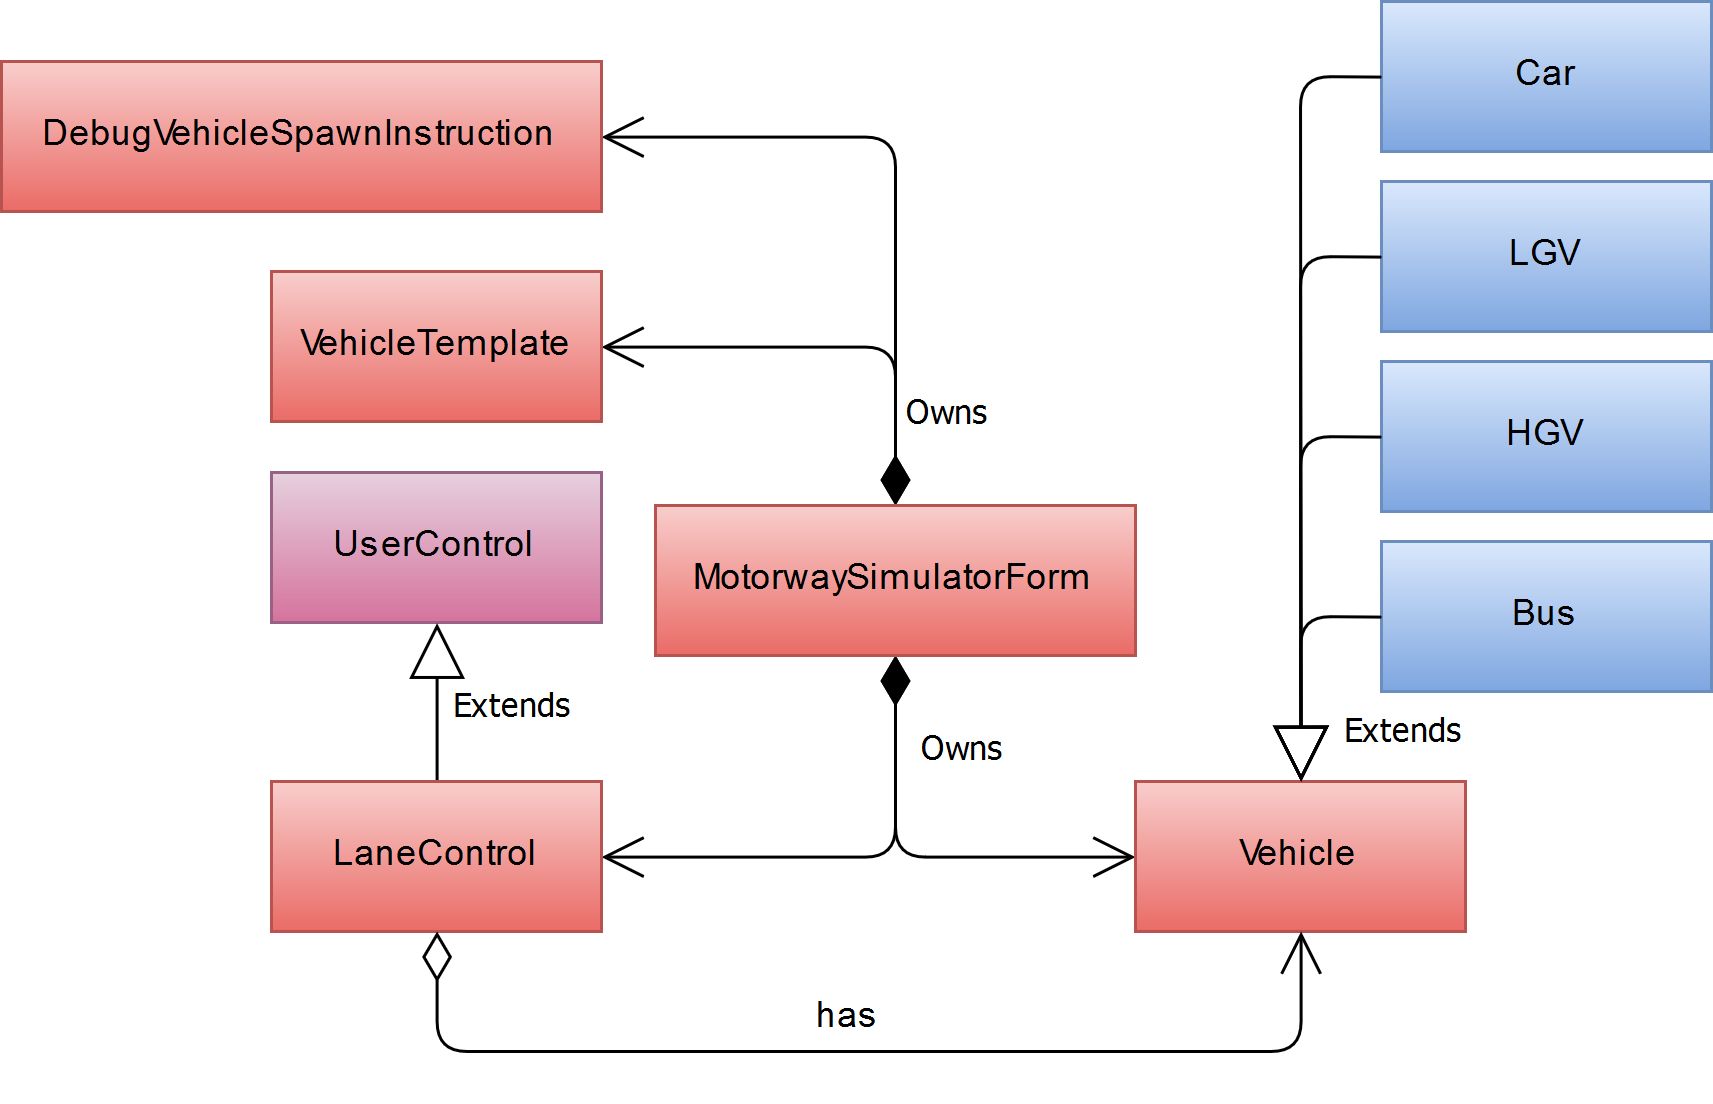 Car
DebugVehicleSpawnInstruction
LGV
VehicleTemplate
Owns
HGV
UserControl
MotorwaySimulatorForm
Bus
Extends
Owns
Extends
LaneControl
Vehicle
has